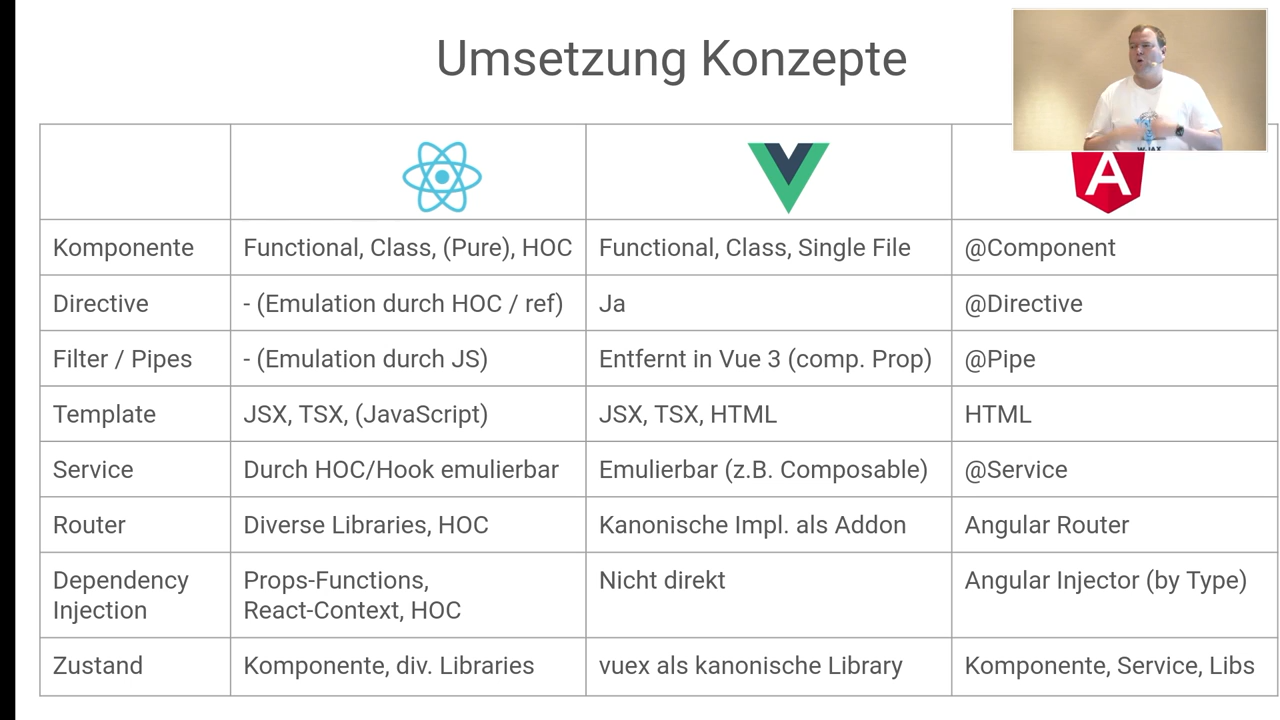 Umsetzung Konzepte
Komponente
Functional, Class, (Pure), HOC
Functional, Class, Single File
@Component
Directive
- (Emulation durch HOC / ref)
Ja
@Directive
Filter / Pipes
- (Emulation durch JS)
Entfernt in Vue 3 (comp. Prop)
@Pipe
Template
JSX, TSX, (JavaScript)
JSX, TSX, HTML
HTML
Service
Durch HOC/Hook emulierbar
Emulierbar (z.B. Composable)
@Service
Router
Diverse Libraries, HOC
Kanonische Impl. als Addon
Angular Router
Dependency
Injection
Props-Functions,
React-Context, HOC
Nicht direkt
Angular Injector (by Type)
Zustand
Komponente, div. Libraries
vuex als kanonische Library
Komponente, Service, Libs